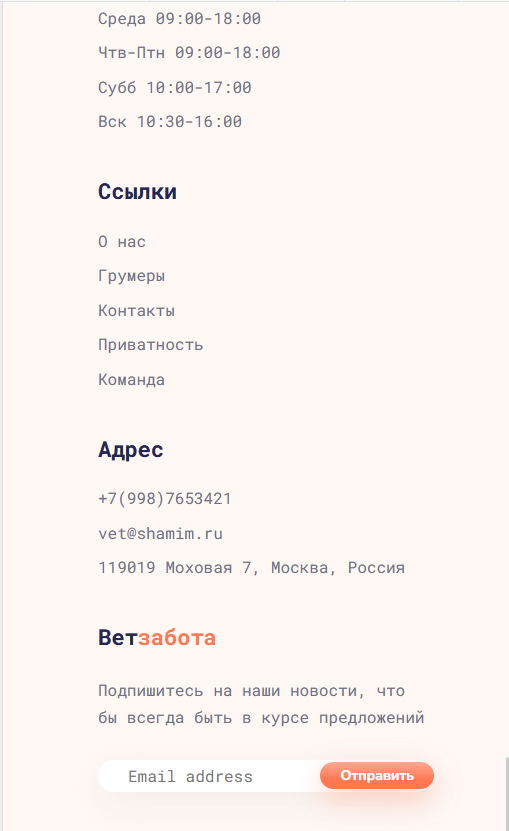 Среда 09:00-18:00
Чтв-Птн 09:00-18:00
Субб 10:00-17:00
Вск 10:30-16:00
Ссылки
О нас
Грумеры
Контакты
Приватность
Команда
Адрес
+7(998)7653421
vet@shamim.ru
119019 Моховая 7, Москва, Россия
Ветзабота
Подпишитесь на наши новости, что
бы всегда быть в курсе предложений
Email address Отправить